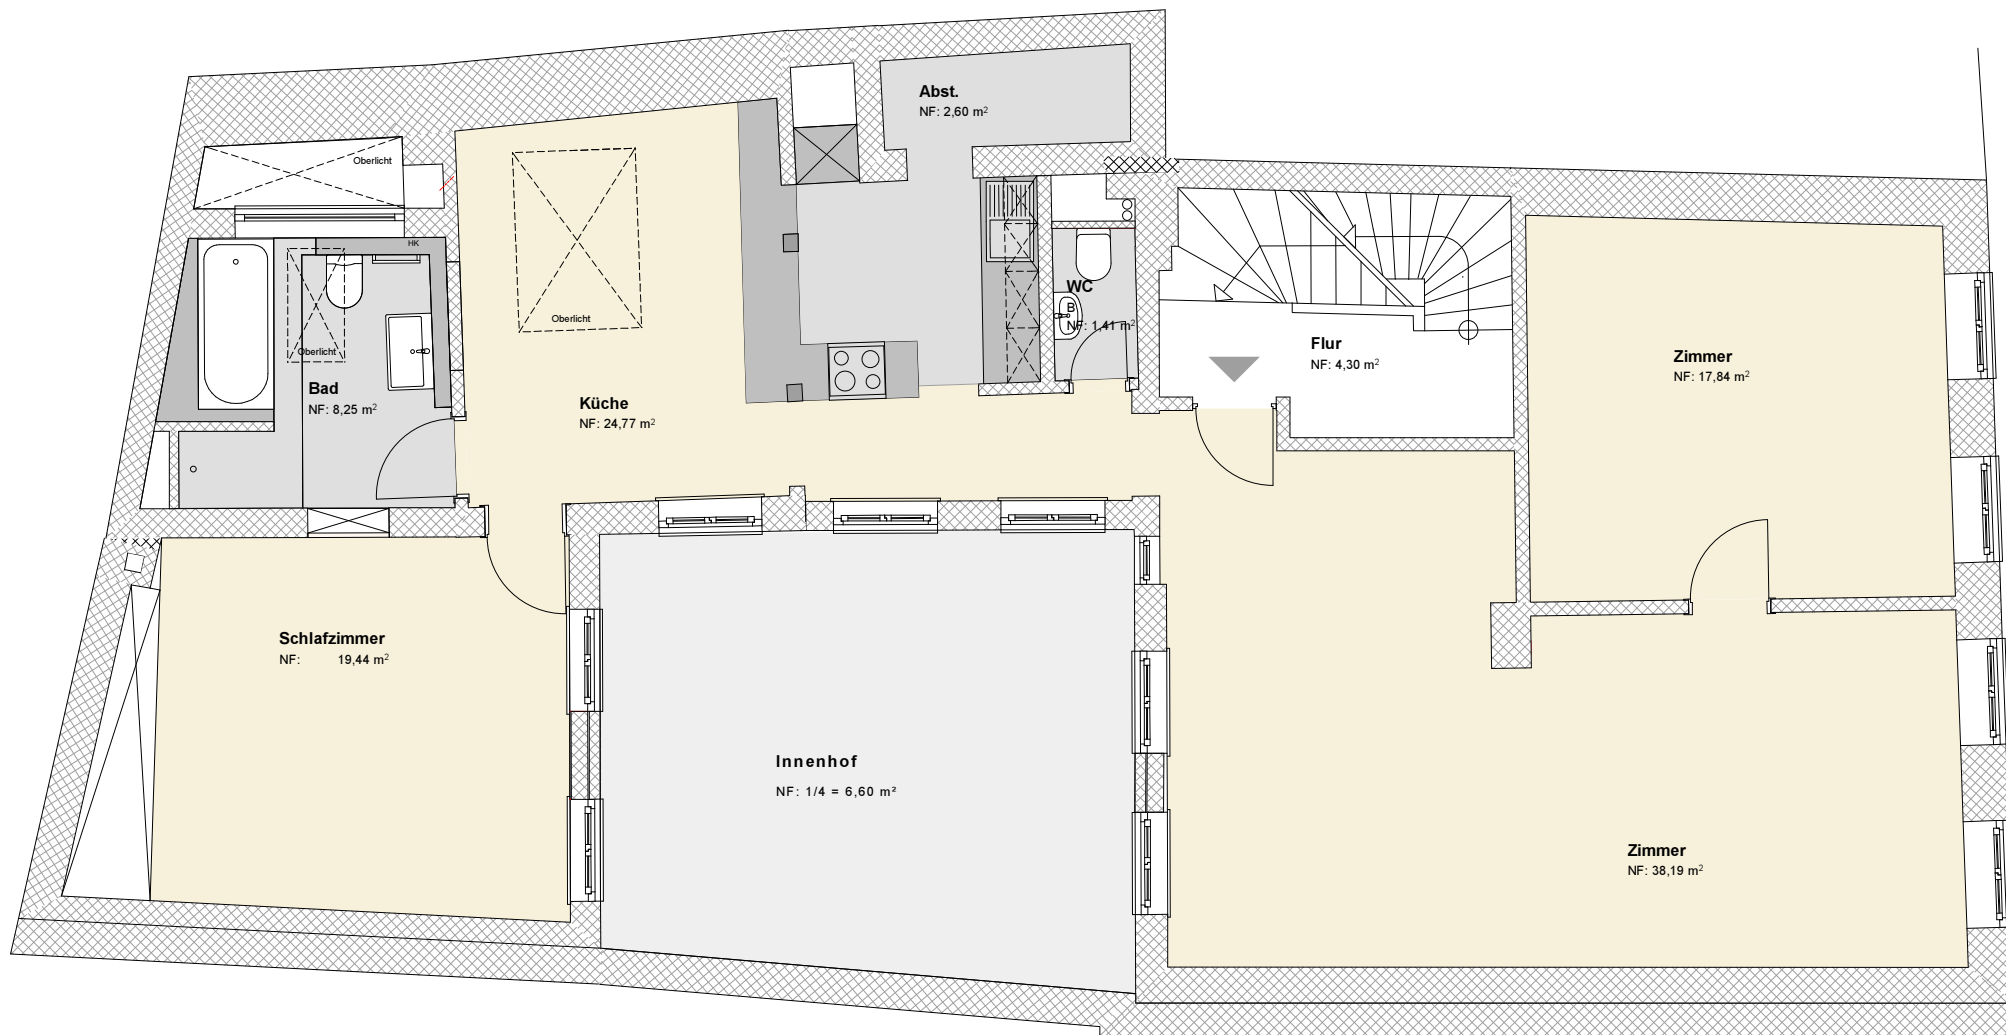 Abst.
NF: 2,60 m²
Oberlicht
HK
WC
B
NF: 1,41 m²
Oberlicht
Flur
NF: 4,30 m²
Zimmer
NF: 17,84 m²
Oberlicht
Bad
NF: 8,25 m²
Küche
NF: 24,77 m²
Schlafzimmer
NF: 19,44 m²
Innenhof
NF: 1/4 = 6,60 m²
Zimmer
NF: 38,19 m²